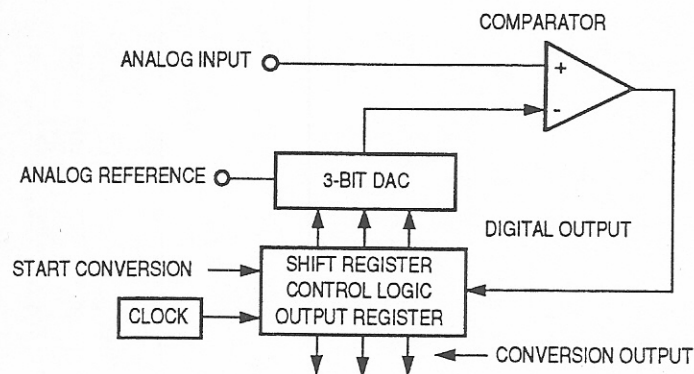 COMPARATOR
ANALOG INPUT
+
-
ANALOG REFERENCE
3-BIT DAC
DIGITAL OUTPUT
START CONVERSION
SHIFT REGISTER
CONTROL LOGIC
OUTPUT REGISTER
CLOCK
CONVERSION OUTPUT